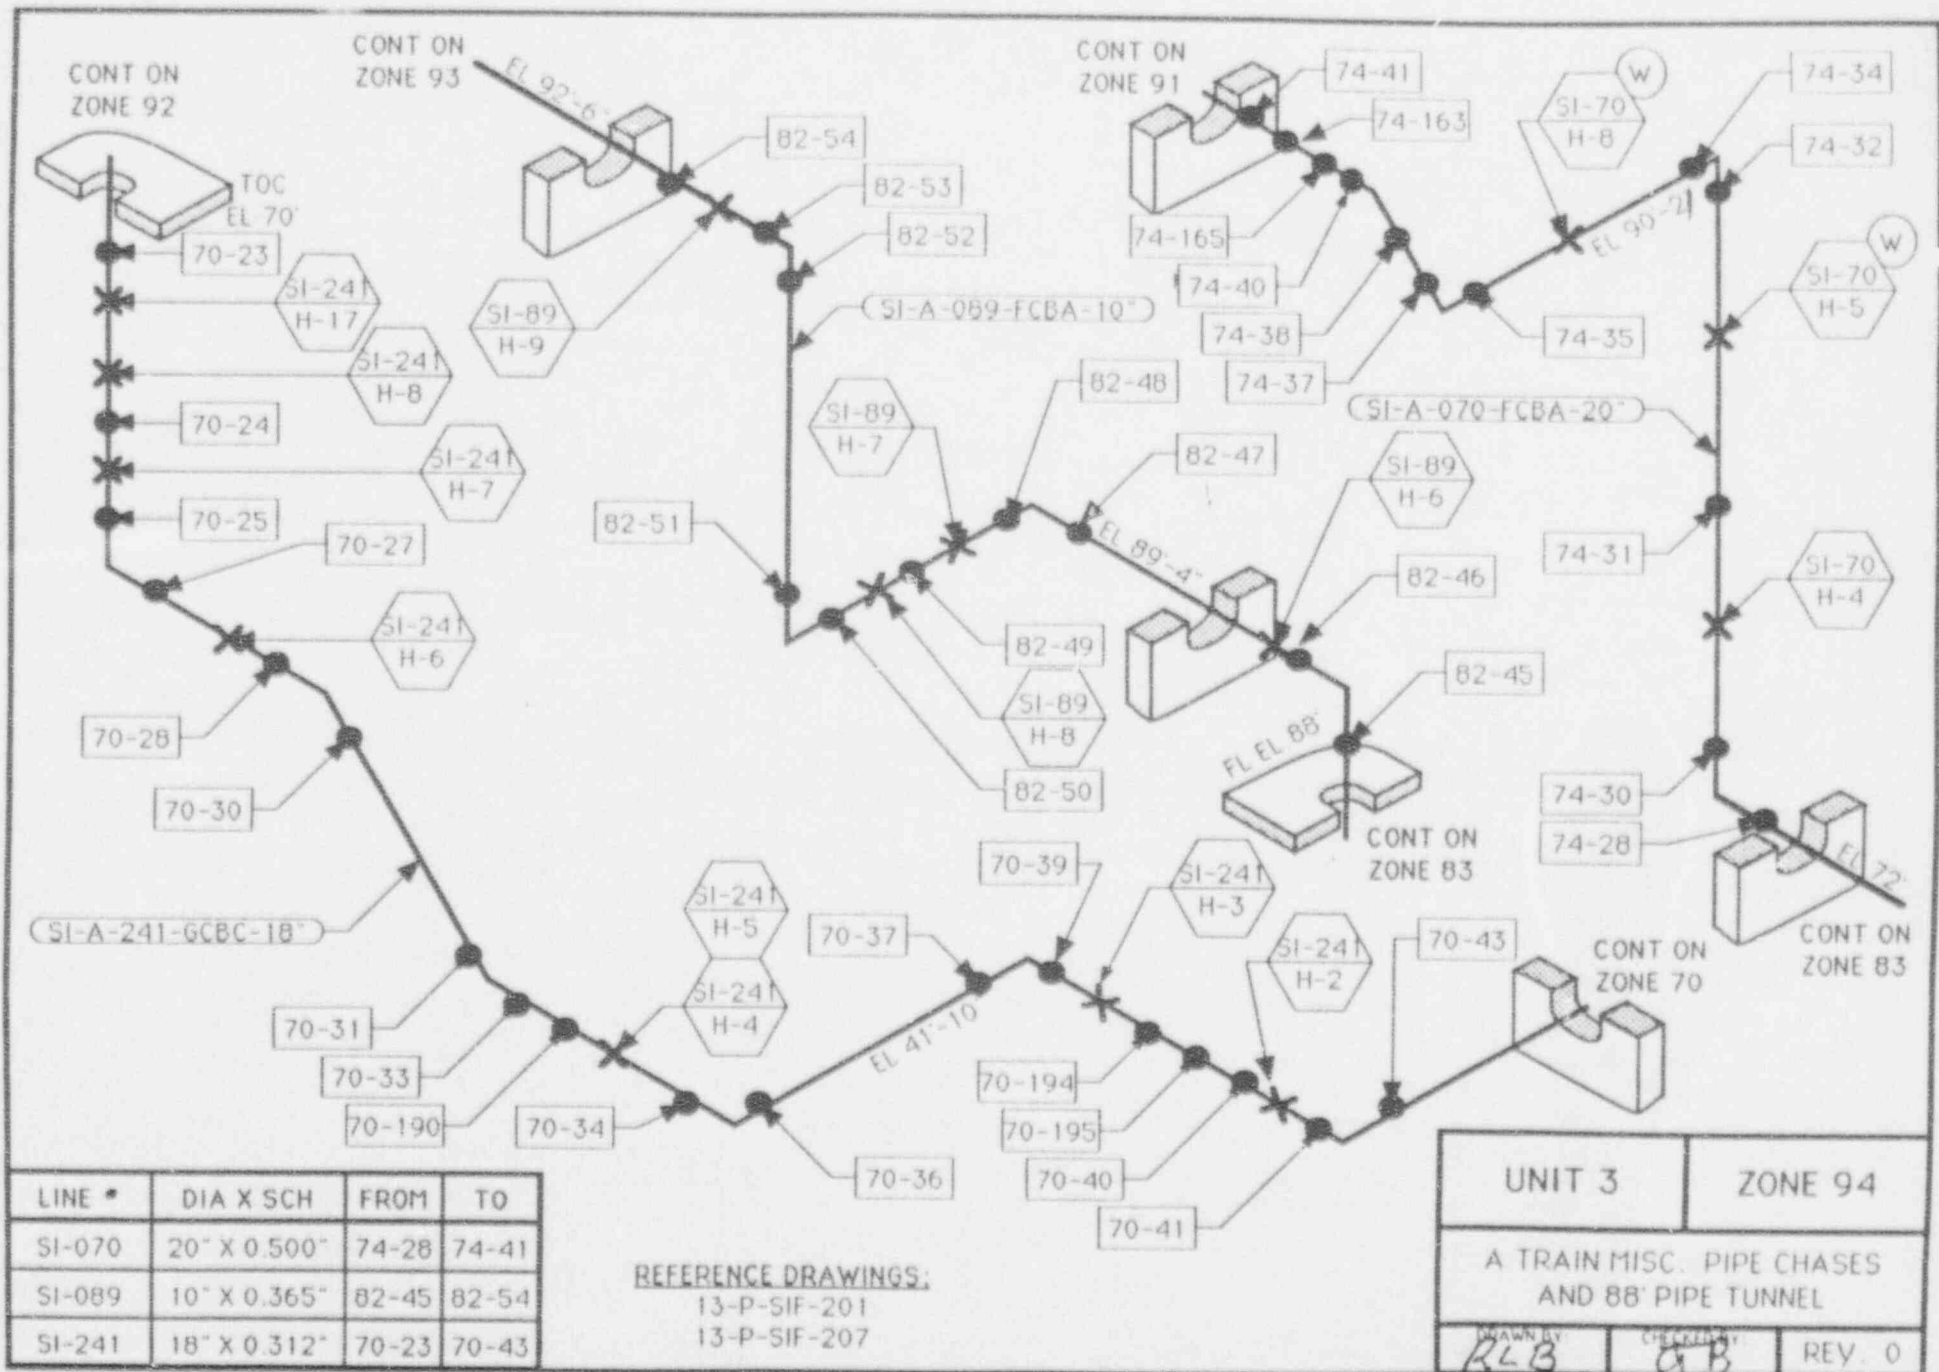 CONT ON
ZONE 92
TOC
EL 70'
70-23
SI-241
H-17
SI-241
H-8
70-24
SI-241
H-7
70-25
70-27
SI-241
H-6
70-28
70-30
SI-A-241-GCBC-18"
70-31
70-33
70-190
SI-241
H-5
SI-241
H-4
70-34
70-36
70-37
EL 41'-10"
70-39
SI-241
H-3
70-194
70-195
70-40
SI-241
H-2
70-41
70-43
CONT ON
ZONE 70
CONT ON
ZONE 93
EL 92'-6"
82-54
82-53
82-52
SI-89
H-9
SI-A-089-FCBA-10"
82-51
SI-89
H-7
82-48
82-47
82-49
SI-89
H-8
82-50
EL 89'-4"
SI-89
H-6
82-46
82-45
FL EL 88'
CONT ON
ZONE 83
CONT ON
ZONE 91
74-41
74-163
74-165
74-40
74-38
74-37
74-35
SI-70
H-8
W
EL 90'-2"
74-34
74-32
SI-70
H-5
W
SI-A-070-FCBA-20"
74-31
SI-70
H-4
74-30
74-28
EL 72'
CONT ON
ZONE 83
LINE # DIA X SCH FROM TO
SI-070 20" X 0.500" 74-28 74-41
SI-089 10" X 0.365" 82-45 82-54
SI-241 18" X 0.312" 70-23 70-43
REFERENCE DRAWINGS:
13-P-SIF-201
13-P-SIF-207
UNIT 3 ZONE 94
A TRAIN MISC. PIPE CHASES
AND 88' PIPE TUNNEL
DRAWN BY: CHECKED BY:
RLB GB REV. 0